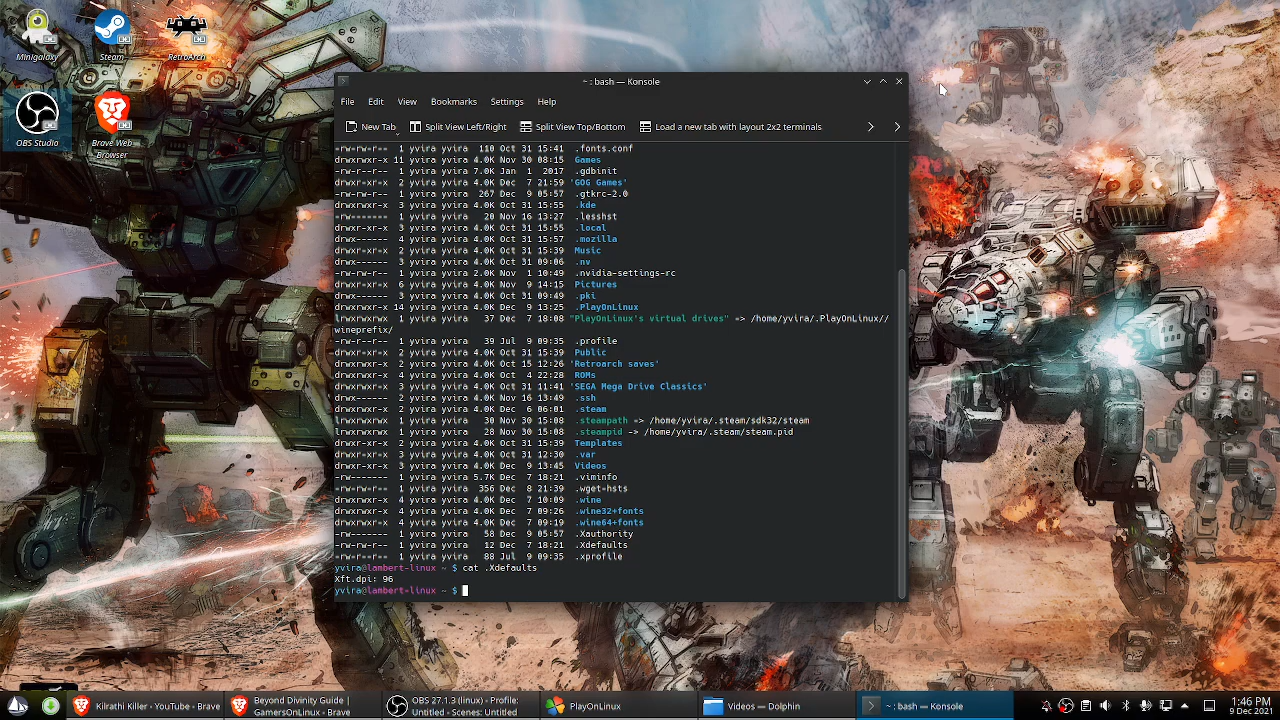 Minigalaxy
Steam
RetroArch
OBS Studio
Brave Web
Browser
~ : bash — Konsole
File Edit View Bookmarks Settings Help
New Tab Split View Left/Right Split View Top/Bottom Load a new tab with layout 2x2 terminals
-rw-rw-r-- 1 yvira yvira 110 Oct 31 15:41 .fonts.conf
drwxrwxr-x 11 yvira yvira 4.0K Nov 30 08:15 Games
-rw-r--r-- 1 yvira yvira 7.0K Jan 1 2017 .gdbinit
drwxr-xr-x 2 yvira yvira 4.0K Dec 7 21:59 'GOG Games'
-rw-rw-r-- 1 yvira yvira 267 Dec 9 05:57 .gtkrc-2.0
drwxr-xr-x 3 yvira yvira 4.0K Oct 31 15:55 .kde
-rw------- 1 yvira yvira 20 Nov 16 13:27 .lesshst
drwxr-xr-x 3 yvira yvira 4.0K Oct 31 15:55 .local
drwx------ 4 yvira yvira 4.0K Oct 31 15:57 .mozilla
drwxrwxr-x 2 yvira yvira 4.0K Oct 31 15:39 Music
drwx------ 3 yvira yvira 4.0K Oct 31 09:06 .nv
-rw-rw-r-- 1 yvira yvira 2.0K Nov 1 10:49 .nvidia-settings-rc
drwxrwxr-x 6 yvira yvira 4.0K Nov 9 14:15 Pictures
drwx------ 3 yvira yvira 4.0K Oct 31 09:49 .pki
drwxrwxr-x 14 yvira yvira 4.0K Dec 9 13:25 .PlayOnLinux
lrwxrwxrwx 1 yvira yvira 37 Dec 7 18:08 "PlayOnLinux's virtual drives" -> /home/yvira/.PlayOnLinux//
wineprefix/
-rw-r--r-- 1 yvira yvira 39 Jul 9 09:35 .profile
drwxrwxr-x 2 yvira yvira 4.0K Oct 31 15:39 Public
drwxrwxr-x 2 yvira yvira 4.0K Oct 15 12:26 'Retroarch saves'
drwxrwxr-x 2 yvira yvira 4.0K Oct 4 22:28 ROMs
drwxrwxr-x 3 yvira yvira 4.0K Oct 31 11:41 'SEGA Mega Drive Classics'
drwx------ 2 yvira yvira 4.0K Nov 16 13:49 .ssh
drwxrwxr-x 2 yvira yvira 4.0K Dec 6 06:01 .steam
lrwxrwxrwx 1 yvira yvira 30 Nov 30 15:08 .steampath -> /home/yvira/.steam/sdk32/steam
lrwxrwxrwx 1 yvira yvira 28 Nov 30 15:08 .steampid -> /home/yvira/.steam/steam.pid
drwxrwxr-x 2 yvira yvira 4.0K Oct 31 15:39 Templates
drwxrwxr-x 3 yvira yvira 4.0K Oct 31 12:30 .var
drwxrwxr-x 3 yvira yvira 4.0K Dec 9 13:45 Videos
-rw------- 1 yvira yvira 5.7K Dec 7 18:21 .viminfo
-rw-rw-r-- 1 yvira yvira 356 Dec 8 21:39 .wget-hsts
drwxrwxr-x 4 yvira yvira 4.0K Dec 7 10:09 .wine
drwxrwxr-x 4 yvira yvira 4.0K Dec 7 09:26 .wine32+fonts
drwxrwxr-x 4 yvira yvira 4.0K Dec 7 09:19 .wine64+fonts
-rw------- 1 yvira yvira 58 Dec 9 05:57 .Xauthority
-rw-rw-r-- 1 yvira yvira 12 Dec 7 18:21 .Xdefaults
-rw-r--r-- 1 yvira yvira 88 Jul 9 09:35 .xprofile
yvira@lambert-linux ~ $ cat .Xdefaults
Xft.dpi: 96
yvira@lambert-linux ~ $
Kilrathi Killer - YouTube - Brave
Beyond Divinity Guide |
GamersOnLinux - Brave
OBS 27.1.3 (linux) - Profile:
Untitled - Scenes: Untitled
PlayOnLinux
Videos — Dolphin
~ : bash — Konsole
1:46 PM
9 Dec 2021